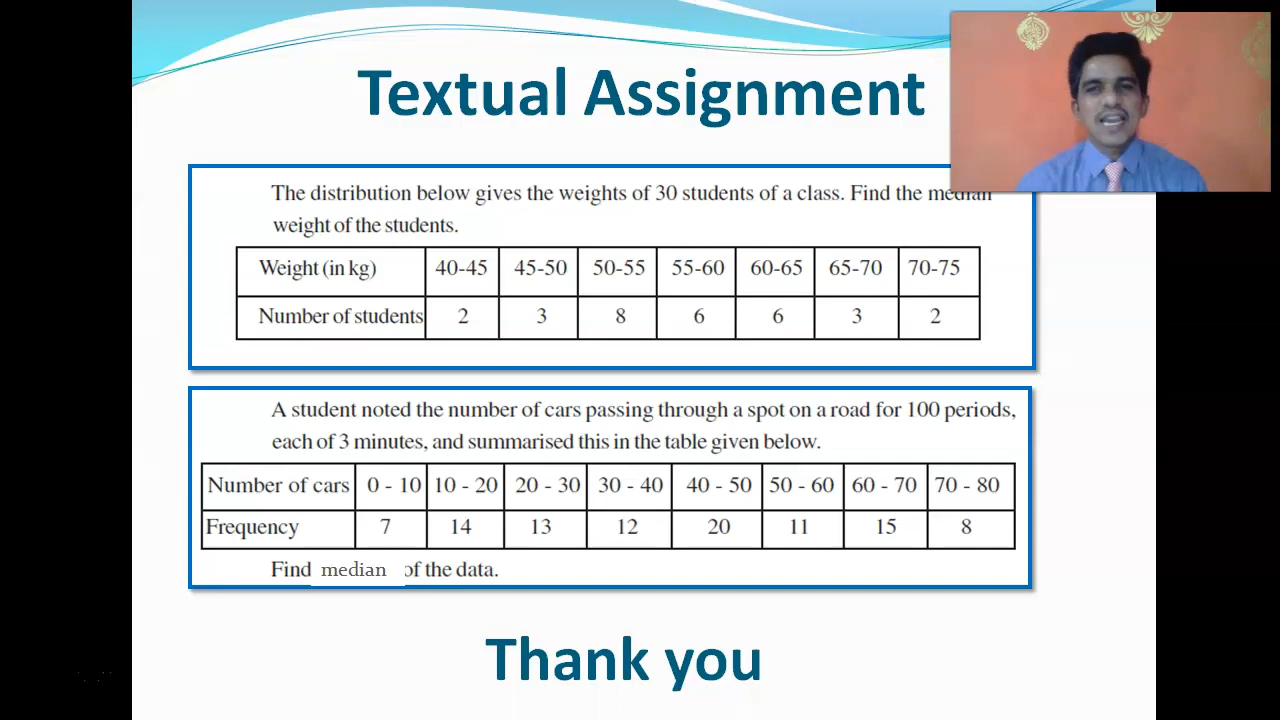 Textual Assignment
The distribution below gives the weights of 30 students of a class. Find the median
weight of the students.
Weight (in kg) 40-45 45-50 50-55 55-60 60-65 65-70 70-75
Number of students 2 3 8 6 6 3 2
A student noted the number of cars passing through a spot on a road for 100 periods,
each of 3 minutes, and summarised this in the table given below.
Number of cars 0 - 10 10 - 20 20 - 30 30 - 40 40 - 50 50 - 60 60 - 70 70 - 80
Frequency 7 14 13 12 20 11 15 8
Find median of the data.
Thank you